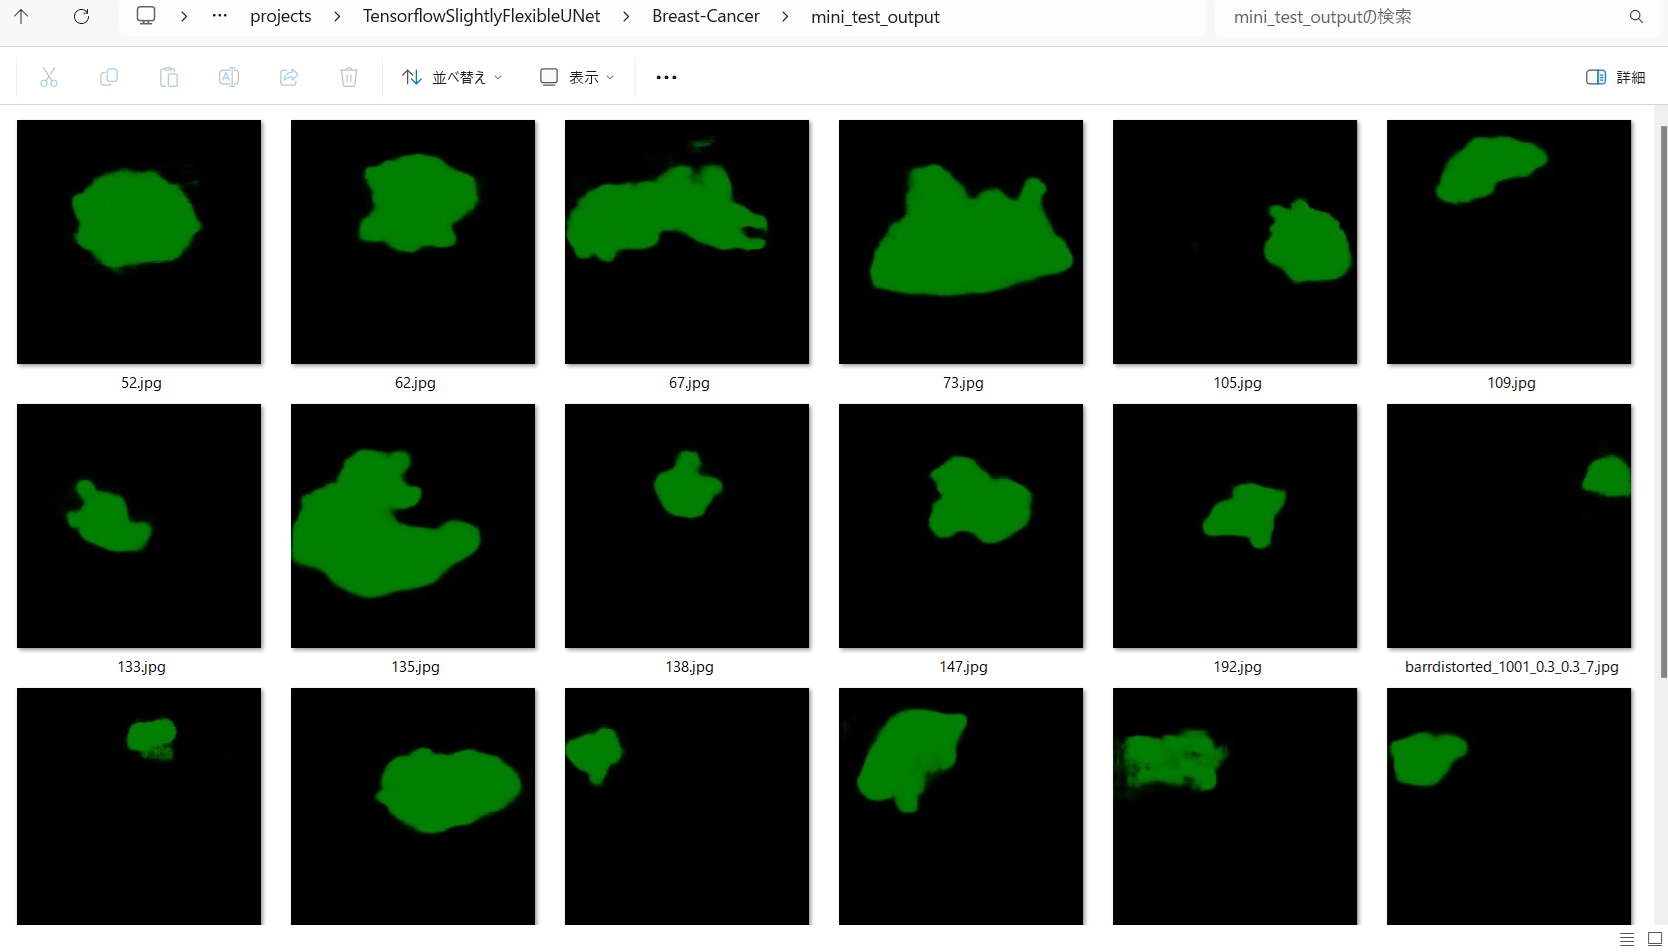 projects > TensorflowSlightlyFlexibleUNet > Breast-Cancer > mini_test_output
mini_test_outputの検索
並べ替え
表示
詳細
52.jpg
62.jpg
67.jpg
73.jpg
105.jpg
109.jpg
133.jpg
135.jpg
138.jpg
147.jpg
192.jpg
barrdistorted_1001_0.3_0.3_7.jpg